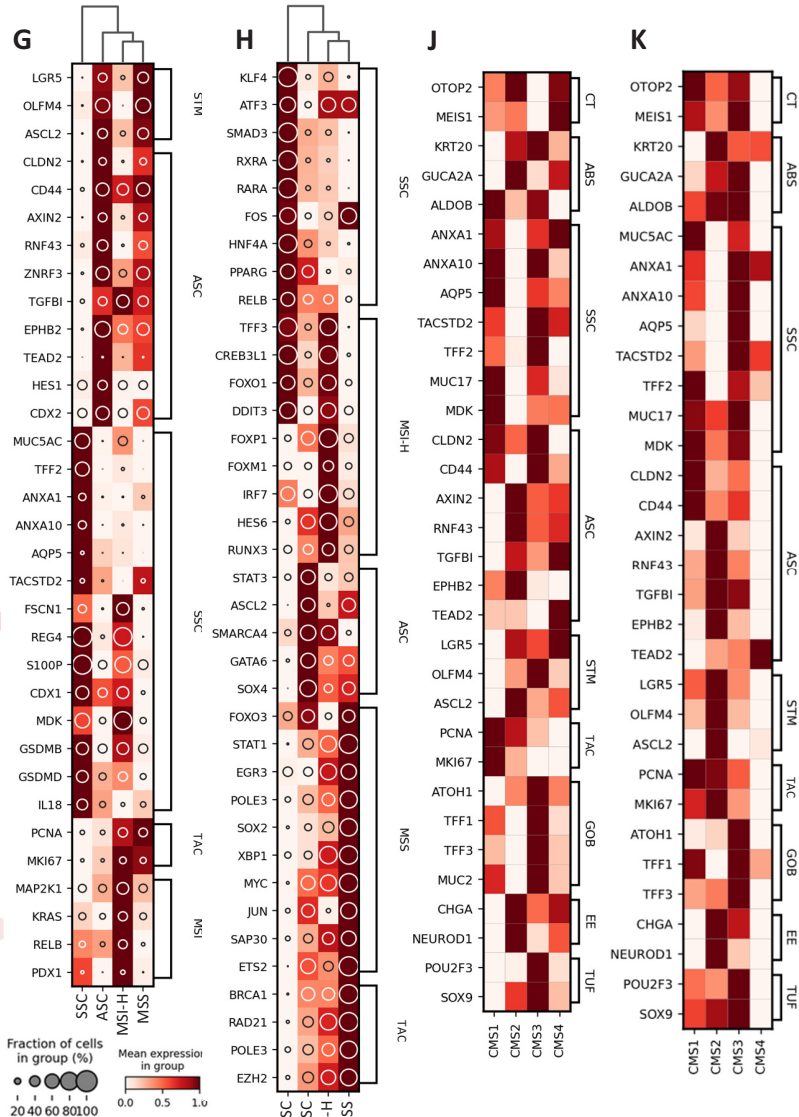 G
LGR5
OLFM4
ASCL2
CLDN2
CD44
AXIN2
RNF43
ZNRF3
TGFBI
EPHB2
TEAD2
HES1
CDX2
MUC5AC
TFF2
ANXA1
ANXA10
AQP5
TACSTD2
FSCN1
REG4
S100P
CDX1
MDK
GSDMB
GSDMD
IL18
PCNA
MKI67
MAP2K1
KRAS
RELB
PDX1
STM
ASC
SSC
TAC
MSI
SSC
ASC
MSI-H
MSS
Fraction of cells
in group (%)
20 40 60 80100
Mean expression
in group
0.0 0.5 1.0
H
KLF4
ATF3
SMAD3
RXRA
RARA
FOS
HNF4A
PPARG
RELB
TFF3
CREB3L1
FOXO1
DDIT3
FOXP1
FOXM1
IRF7
HES6
RUNX3
STAT3
ASCL2
SMARCA4
GATA6
SOX4
FOXO3
STAT1
EGR3
POLE3
SOX2
XBP1
MYC
JUN
SAP30
ETS2
BRCA1
RAD21
POLE3
EZH2
SSC
MSI-H
ASC
MSS
TAC
SC
SC
-H
SS
J
OTOP2
MEIS1
KRT20
GUCA2A
ALDOB
ANXA1
ANXA10
AQP5
TACSTD2
TFF2
MUC17
MDK
CLDN2
CD44
AXIN2
RNF43
TGFBI
EPHB2
TEAD2
LGR5
OLFM4
ASCL2
PCNA
MKI67
ATOH1
TFF1
TFF3
MUC2
CHGA
NEUROD1
POU2F3
SOX9
CT
ABS
SSC
ASC
STM
TAC
GOB
EE
TUF
CMS1
CMS2
CMS3
CMS4
K
OTOP2
MEIS1
KRT20
GUCA2A
ALDOB
MUC5AC
ANXA1
ANXA10
AQP5
TACSTD2
TFF2
MUC17
MDK
CLDN2
CD44
AXIN2
RNF43
TGFBI
EPHB2
TEAD2
LGR5
OLFM4
ASCL2
PCNA
MKI67
ATOH1
TFF1
TFF3
CHGA
NEUROD1
POU2F3
SOX9
CT
ABS
SSC
ASC
STM
TAC
GOB
EE
TUF
CMS1
CMS2
CMS3
CMS4